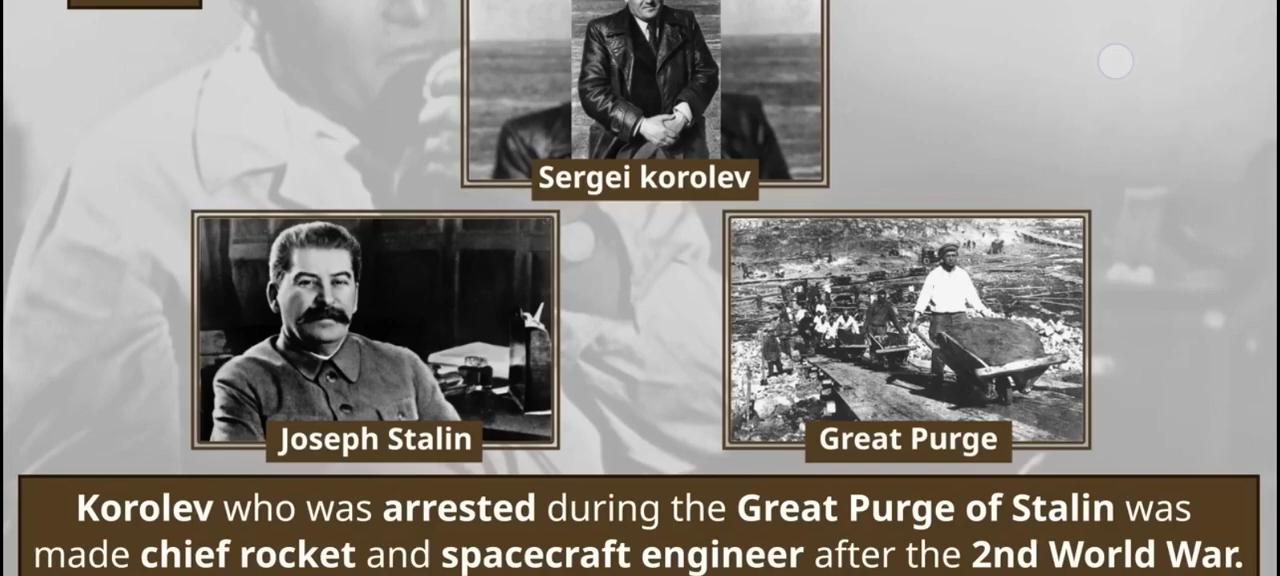 Sergei korolev
Joseph Stalin
Great Purge
Korolev who was arrested during the Great Purge of Stalin was
made chief rocket and spacecraft engineer after the 2nd World War.